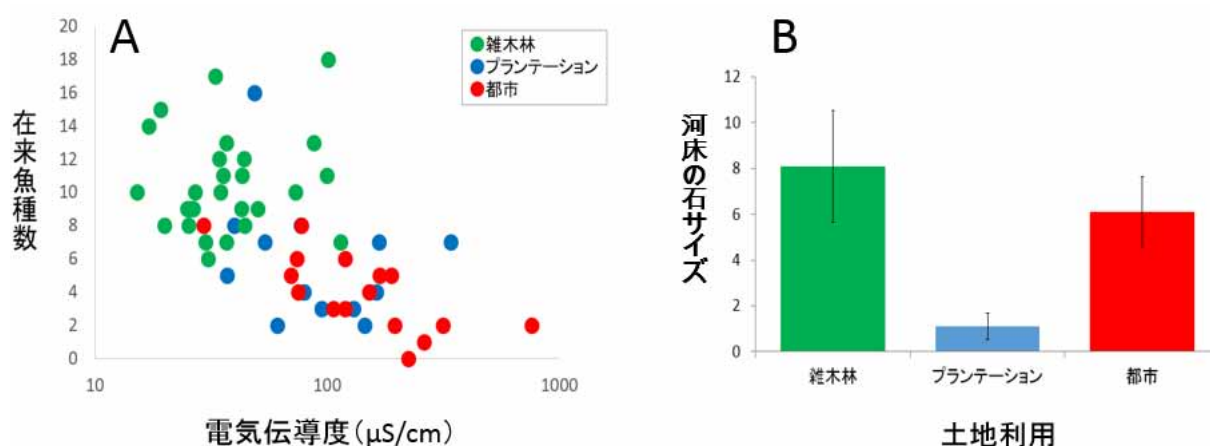 A
20
18
16
14
12
10
8
6
4
2
0
在来魚種数
雑木林
プランテーション
都市
10
100
1000
電気伝導度(μS/cm)
B
12
10
8
6
4
2
0
河床の石サイズ
雑木林
プランテーション
都市
土地利用